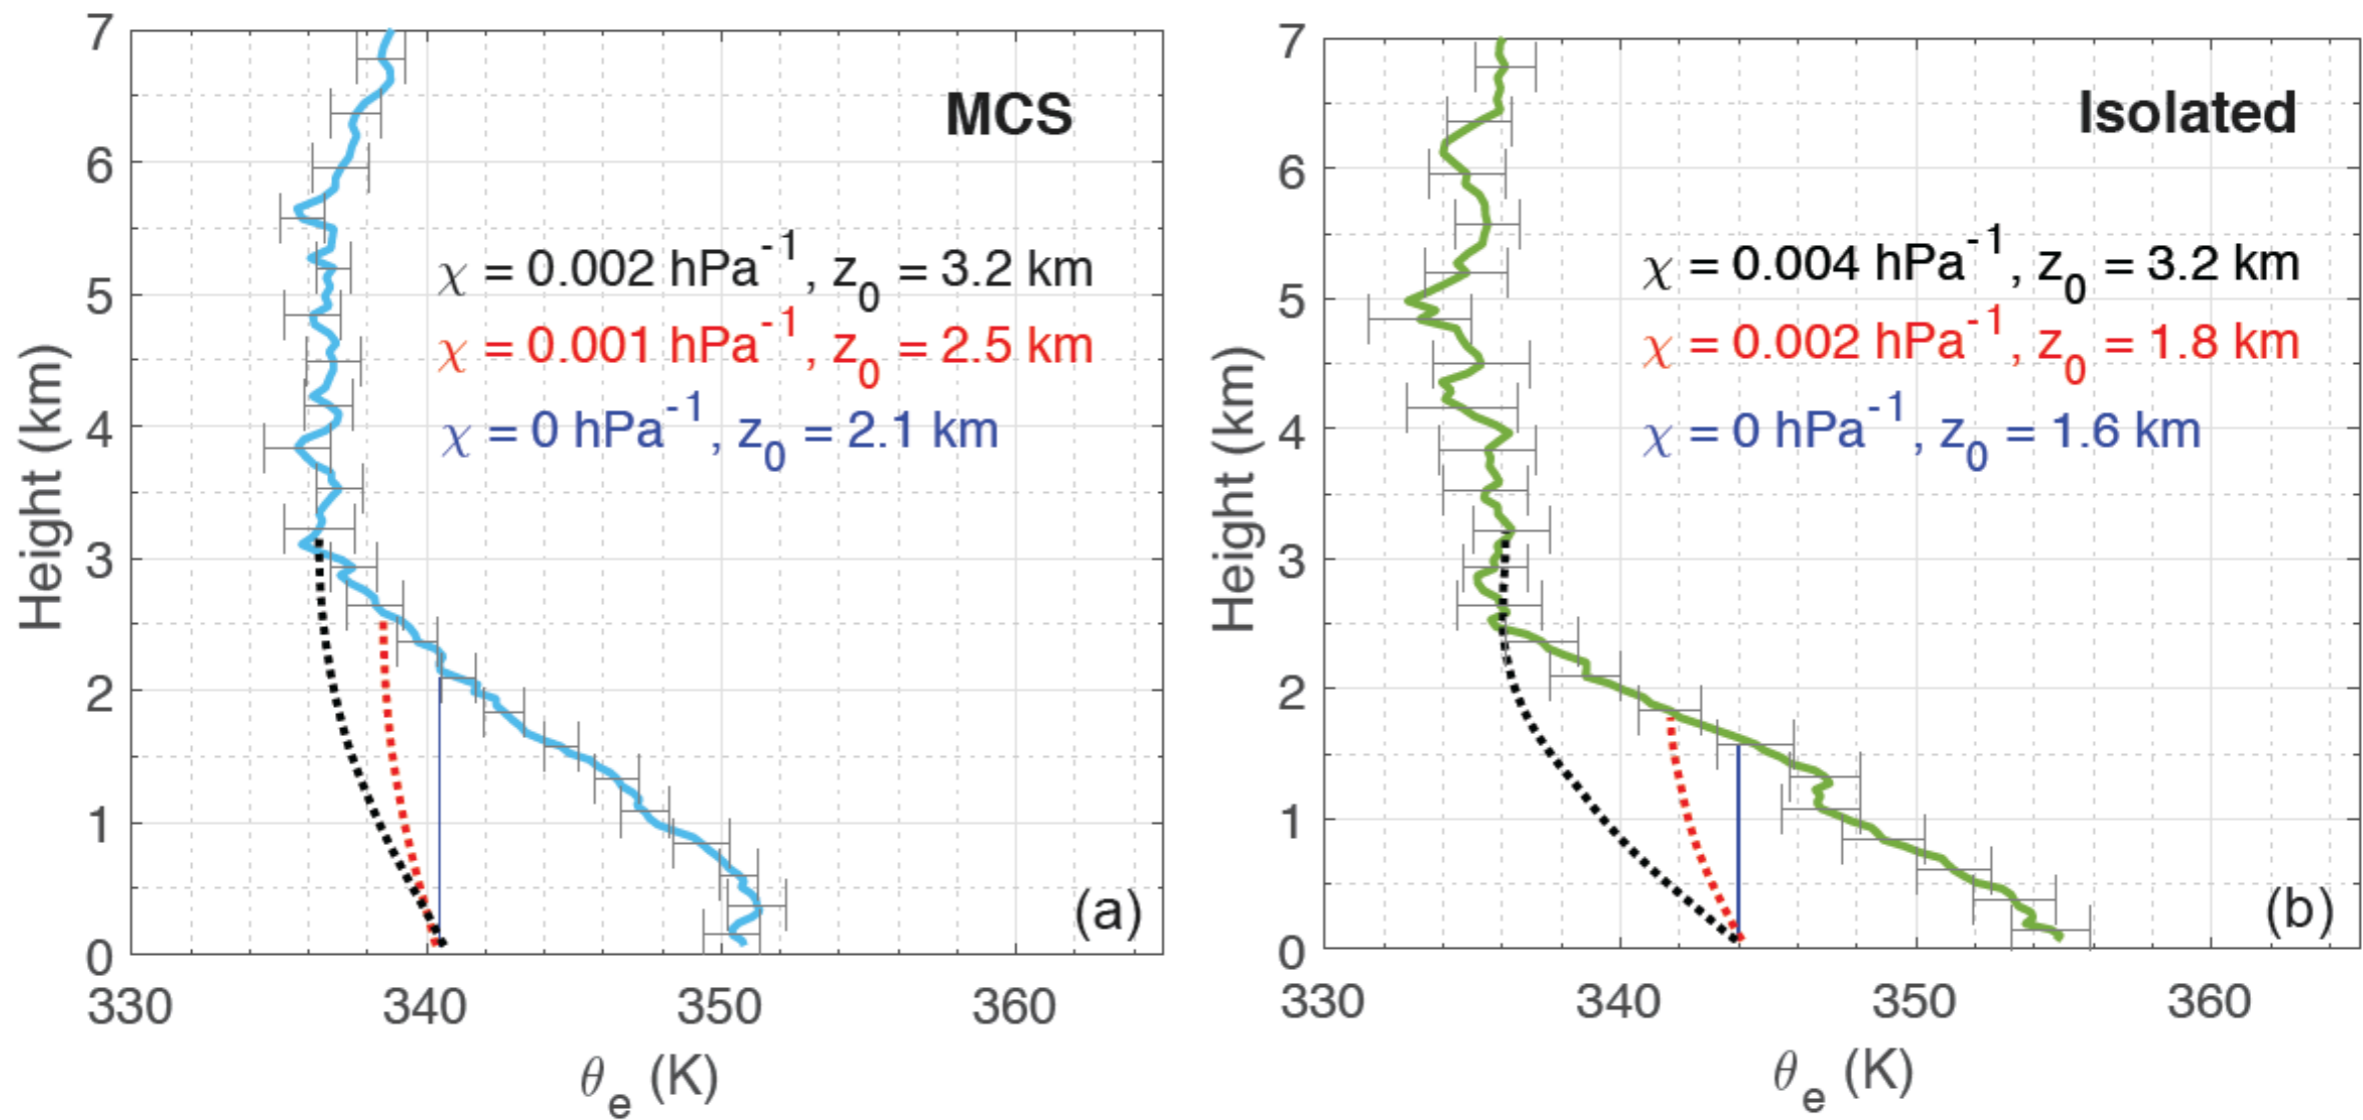 7
6
5
4
3
2
1
0
Height (km)
MCS
χ = 0.002 hPa⁻¹, z₀ = 3.2 km
χ = 0.001 hPa⁻¹, z₀ = 2.5 km
χ = 0 hPa⁻¹, z₀ = 2.1 km
(a)
330 340 350 360
θₑ (K)
7
6
5
4
3
2
1
0
Height (km)
Isolated
χ = 0.004 hPa⁻¹, z₀ = 3.2 km
χ = 0.002 hPa⁻¹, z₀ = 1.8 km
χ = 0 hPa⁻¹, z₀ = 1.6 km
(b)
330 340 350 360
θₑ (K)